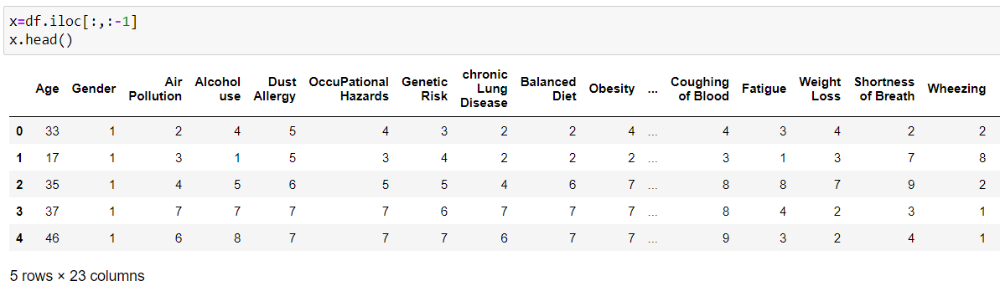 x=df.iloc[:,:-1]
x.head()
Age Gender Air Pollution Alcohol use Dust Allergy OccuPational Hazards Genetic Risk chronic Lung Disease Balanced Diet Obesity ... Coughing of Blood Fatigue Weight Loss Shortness of Breath Wheezing
0 33 1 2 4 5 4 3 2 2 4 ... 4 3 4 2 2
1 17 1 3 1 5 3 4 2 2 2 ... 3 1 3 7 8
2 35 1 4 5 6 5 5 4 6 7 ... 8 8 7 9 2
3 37 1 7 7 7 7 6 7 7 7 ... 8 4 2 3 1
4 46 1 6 8 7 7 7 6 7 7 ... 9 3 2 4 1
5 rows × 23 columns